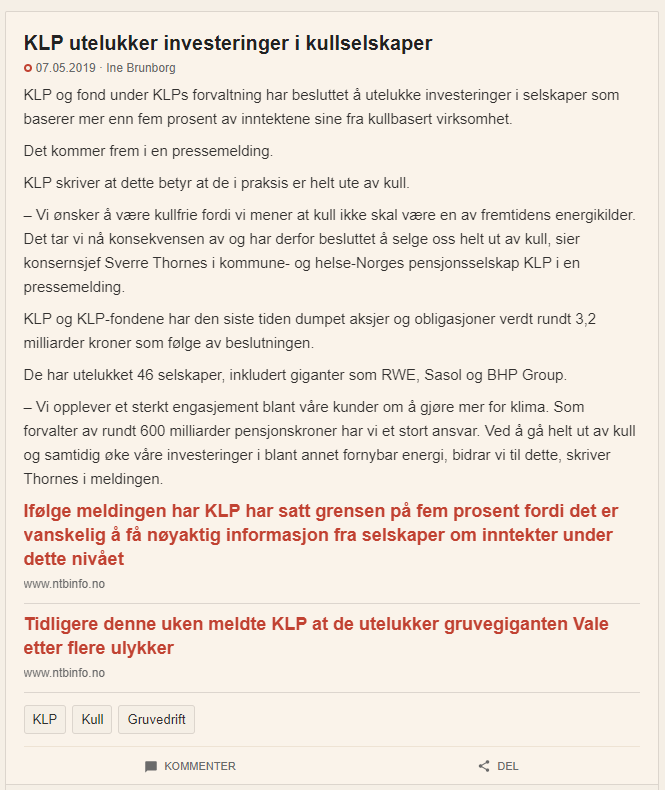 KLP utelukker investeringer i kullselskaper
07.05.2019 · Ine Brunborg
KLP og fond under KLPs forvaltning har besluttet å utelukke investeringer i selskaper som
baserer mer enn fem prosent av inntektene sine fra kullbasert virksomhet.
Det kommer frem i en pressemelding.
KLP skriver at dette betyr at de i praksis er helt ute av kull.
– Vi ønsker å være kullfrie fordi vi mener at kull ikke skal være en av fremtidens energikilder.
Det tar vi nå konsekvensen av og har derfor besluttet å selge oss helt ut av kull, sier
konsernsjef Sverre Thornes i kommune- og helse-Norges pensjonsselskap KLP i en
pressemelding.
KLP og KLP-fondene har den siste tiden dumpet aksjer og obligasjoner verdt rundt 3,2
milliarder kroner som følge av beslutningen.
De har utelukket 46 selskaper, inkludert giganter som RWE, Sasol og BHP Group.
– Vi opplever et sterkt engasjement blant våre kunder om å gjøre mer for klima. Som
forvalter av rundt 600 milliarder pensjonskroner har vi et stort ansvar. Ved å gå helt ut av kull
og samtidig øke våre investeringer i blant annet fornybar energi, bidrar vi til dette, skriver
Thornes i meldingen.
Ifølge meldingen har KLP har satt grensen på fem prosent fordi det er
vanskelig å få nøyaktig informasjon fra selskaper om inntekter under
dette nivået
www.ntbinfo.no
Tidligere denne uken meldte KLP at de utelukker gruvegiganten Vale
etter flere ulykker
www.ntbinfo.no
KLP Kull Gruvedrift
KOMMENTER DEL